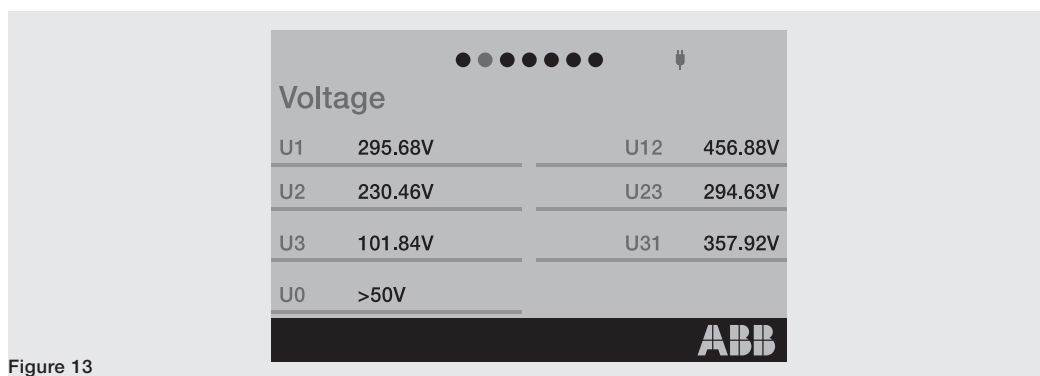 Voltage
U1 295.68V U12 456.88V
U2 230.46V U23 294.63V
U3 101.84V U31 357.92V
U0 >50V
ABB
Figure 13